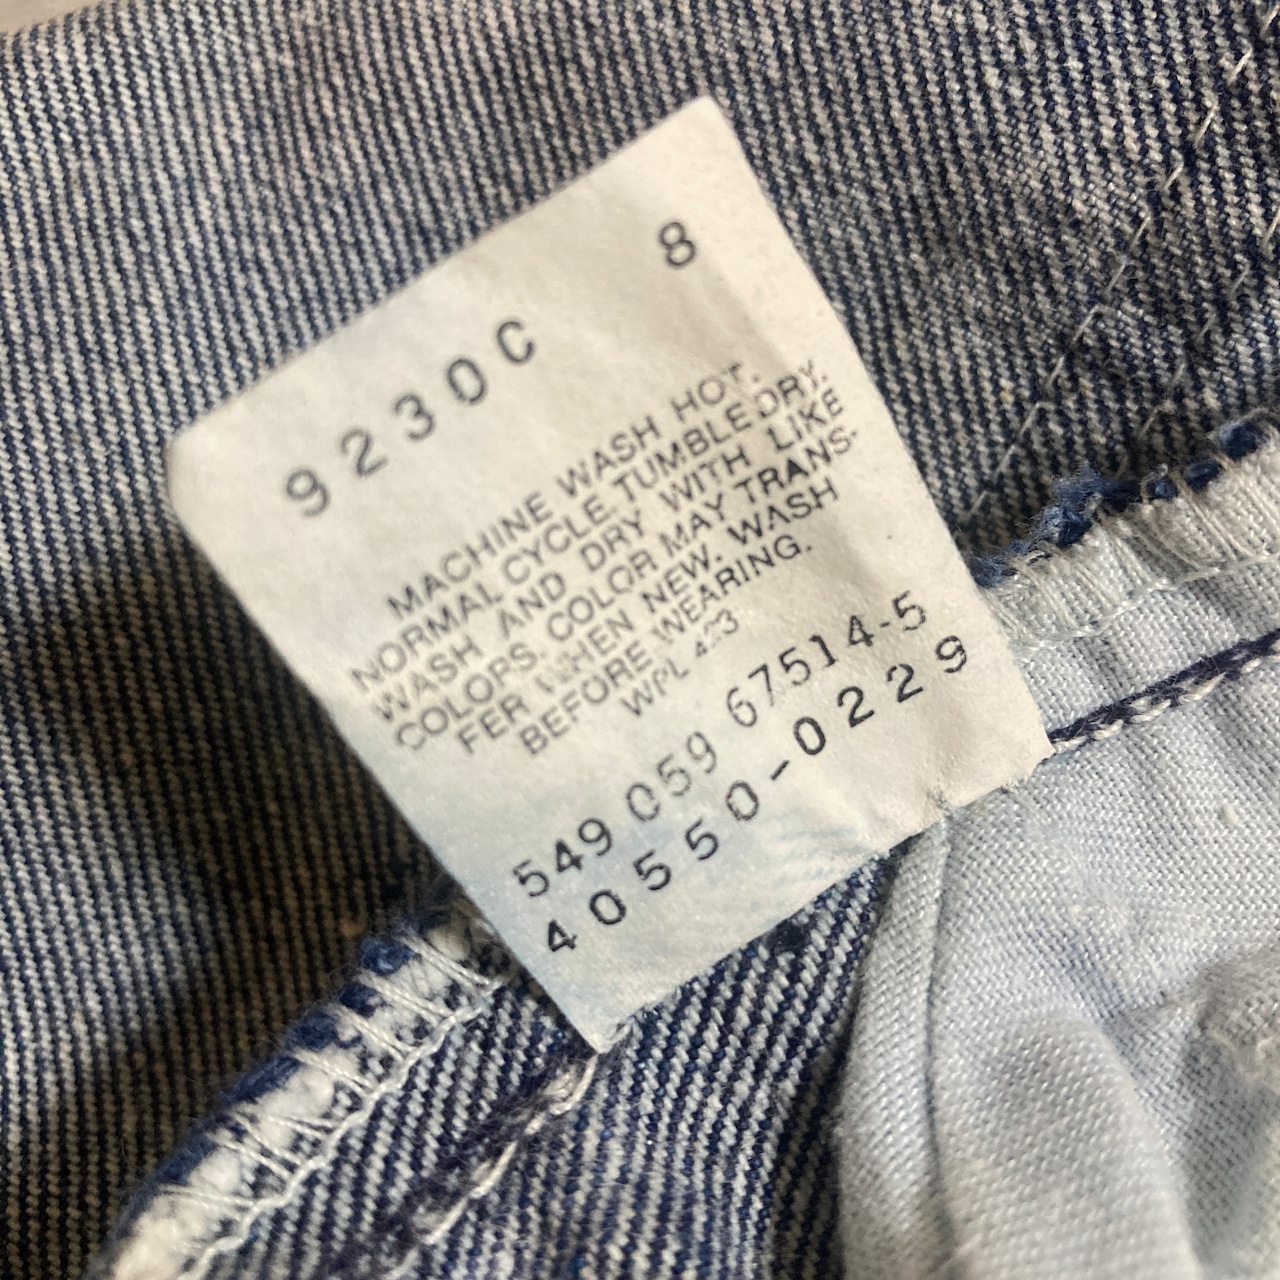 8
9230C
MACHINE WASH HOT.
NORMAL CYCLE. TUMBLE DRY.
WASH AND DRY WITH LIKE
COLORS. COLOR MAY TRANS-
FER WHEN NEW. WASH
BEFORE WEARING.
WPL 423
549 059 67514-5
40550-0229